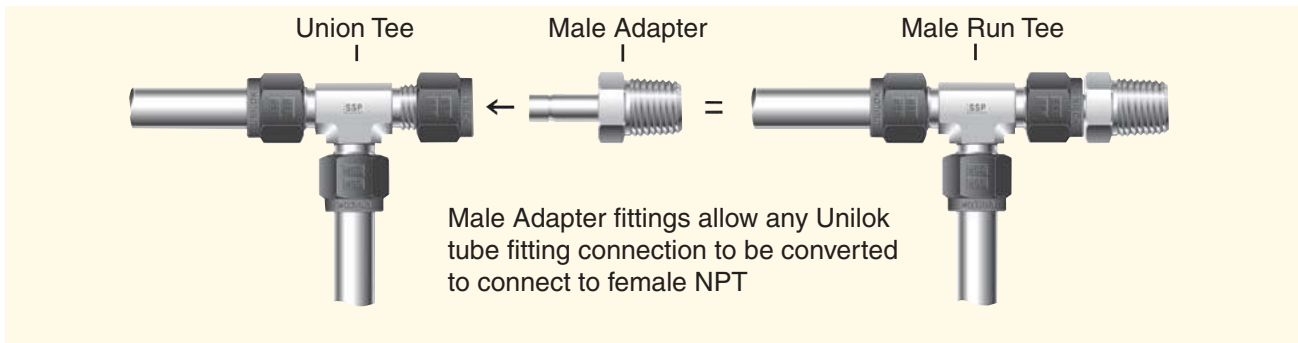 Union Tee
Male Adapter
Male Run Tee
SSP
SSP
Male Adapter fittings allow any Unilok
tube fitting connection to be converted
to connect to female NPT